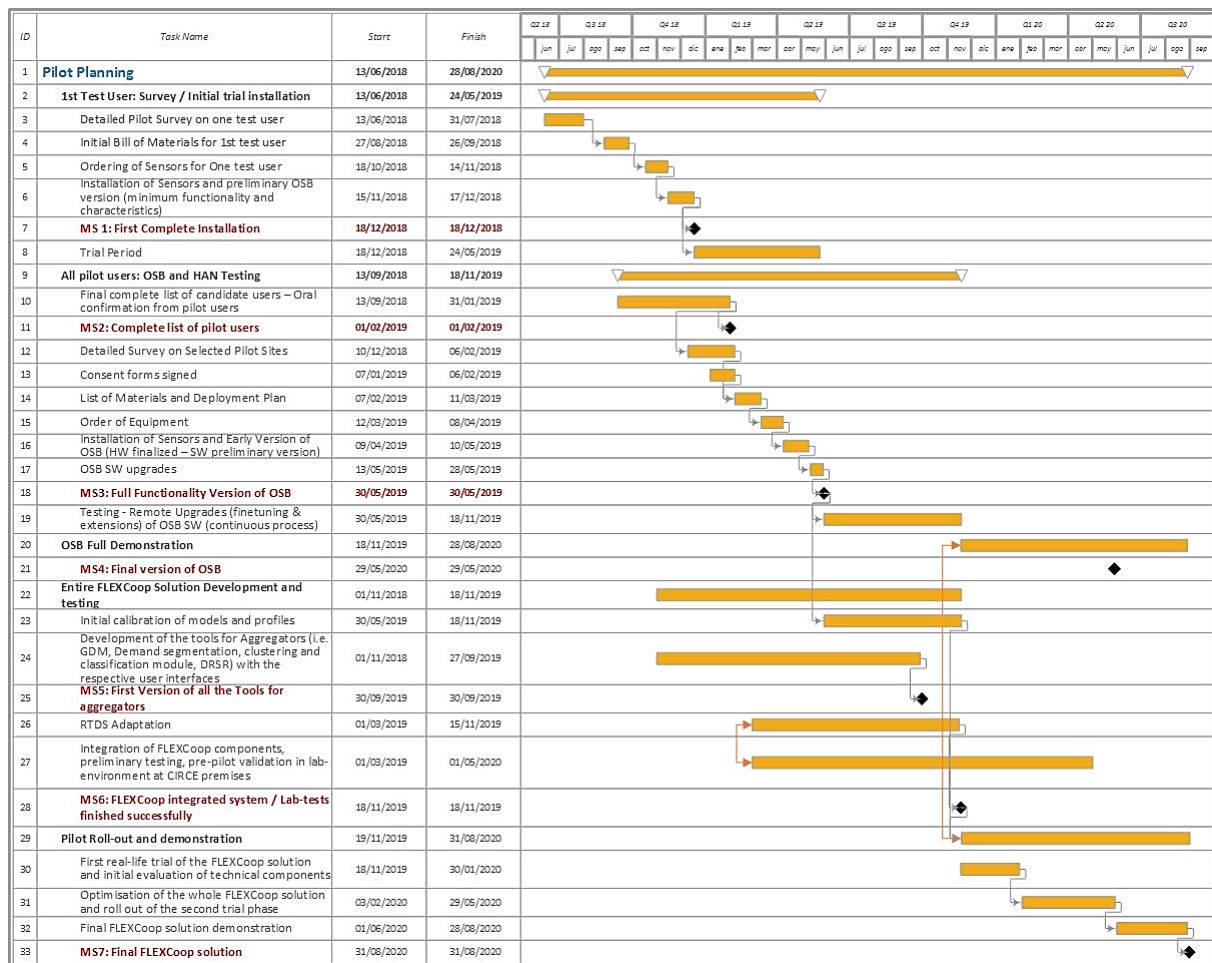 ID Task Name Start Finish Q2 18 Q3 18 Q4 18 Q1 19 Q2 19 Q3 19 Q4 19 Q1 20 Q2 20 Q3 20
jun jul ago sep oct nov dic ene feb mar abr may jun jul ago sep oct nov dic ene feb mar abr may jun jul ago sep
1 Pilot Planning 13/06/2018 28/08/2020
2 1st Test User: Survey / Initial trial installation 13/06/2018 24/05/2019
3 Detailed Pilot Survey on one test user 13/06/2018 31/07/2018
4 Initial Bill of Materials for 1st test user 27/08/2018 26/09/2018
5 Ordering of Sensors for One test user 18/10/2018 14/11/2018
Installation of Sensors and preliminary OSB
6 version (minimum functionality and 15/11/2018 17/12/2018
characteristics)
7 MS 1: First Complete Installation 18/12/2018 18/12/2018
8 Trial Period 18/12/2018 24/05/2019
9 All pilot users: OSB and HAN Testing 13/09/2018 18/11/2019
10 Final complete list of candidate users – Oral 13/09/2018 31/01/2019
confirmation from pilot users
11 MS2: Complete list of pilot users 01/02/2019 01/02/2019
12 Detailed Survey on Selected Pilot Sites 10/12/2018 06/02/2019
13 Consent forms signed 07/01/2019 06/02/2019
14 List of Materials and Deployment Plan 07/02/2019 11/03/2019
15 Order of Equipment 12/03/2019 08/04/2019
16 Installation of Sensors and Early Version of 09/04/2019 10/05/2019
OSB (HW finalized – SW preliminary version)
17 OSB SW upgrades 13/05/2019 28/05/2019
18 MS3: Full Functionality Version of OSB 30/05/2019 30/05/2019
19 Testing - Remote Upgrades (finetuning & 30/05/2019 18/11/2019
extensions) of OSB SW (continuous process)
20 OSB Full Demonstration 18/11/2019 28/08/2020
21 MS4: Final version of OSB 29/05/2020 29/05/2020
22 Entire FLEXCoop Solution Development and 01/11/2018 18/11/2019
testing
23 Initial calibration of models and profiles 30/05/2019 18/11/2019
Development of the tools for Aggregators (i.e.
24 GDM, Demand segmentation, clustering and 01/11/2018 27/09/2019
classification module, DRSR) with the
respective user interfaces
25 MS5: First Version of all the Tools for 30/09/2019 30/09/2019
aggregators
26 RTDS Adaptation 01/03/2019 15/11/2019
Integration of FLEXCoop components,
27 preliminary testing, pre-pilot validation in lab- 01/03/2019 01/05/2020
environment at CIRCE premises
28 MS6: FLEXCoop integrated system / Lab-tests 18/11/2019 18/11/2019
finished successfully
29 Pilot Roll-out and demonstration 19/11/2019 31/08/2020
30 First real-life trial of the FLEXCoop solution 18/11/2019 30/01/2020
and initial evaluation of technical components
31 Optimisation of the whole FLEXCoop solution 03/02/2020 29/05/2020
and roll out of the second trial phase
32 Final FLEXCoop solution demonstration 01/06/2020 28/08/2020
33 MS7: Final FLEXCoop solution 31/08/2020 31/08/2020